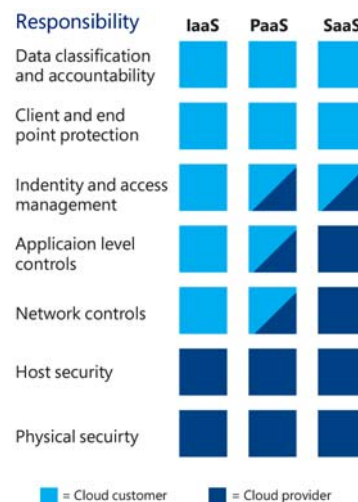 Responsibility IaaS PaaS SaaS
Data classification
and accountability
Client and end
point protection
Indentity and access
management
Applicaion level
controls
Network controls
Host security
Physical secuirty
= Cloud customer = Cloud provider